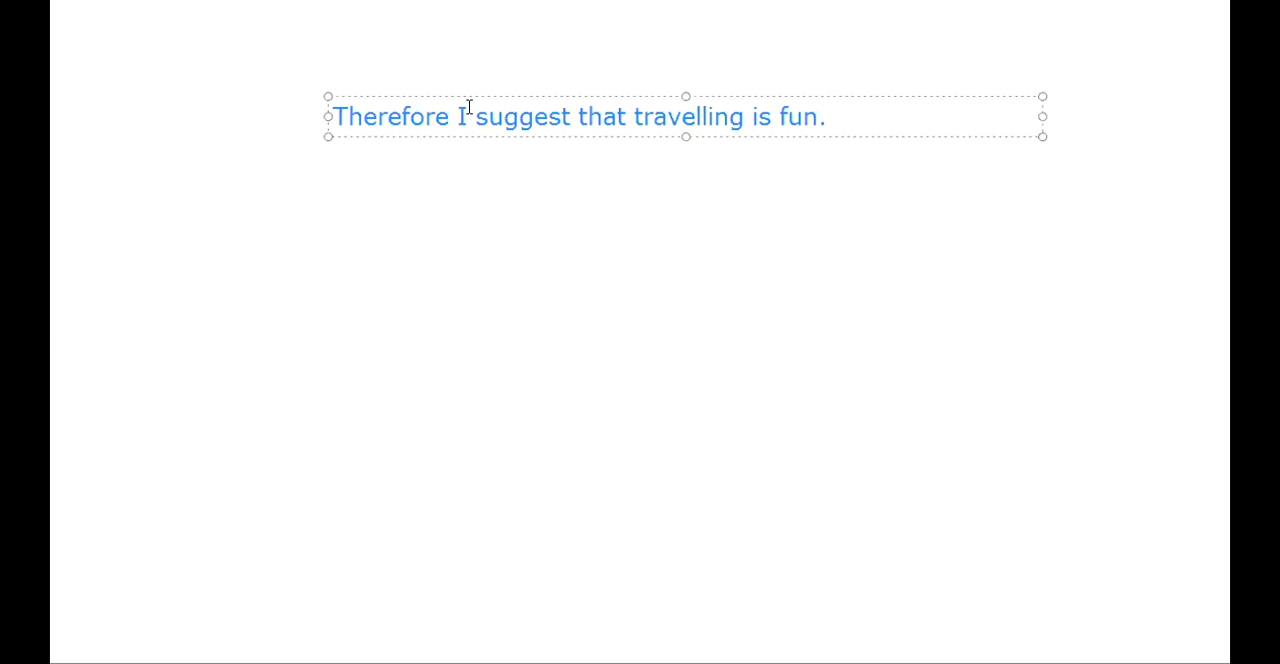 Therefore I suggest that travelling is fun.